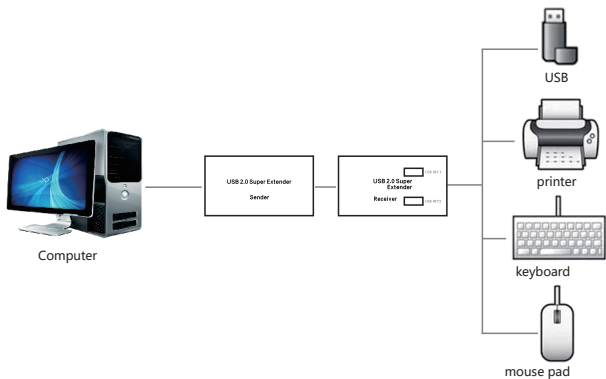 Computer
USB 2.0 Super Extender
Sender
USB 2.0 Super
Extender
Receiver
USB
printer
keyboard
mouse pad